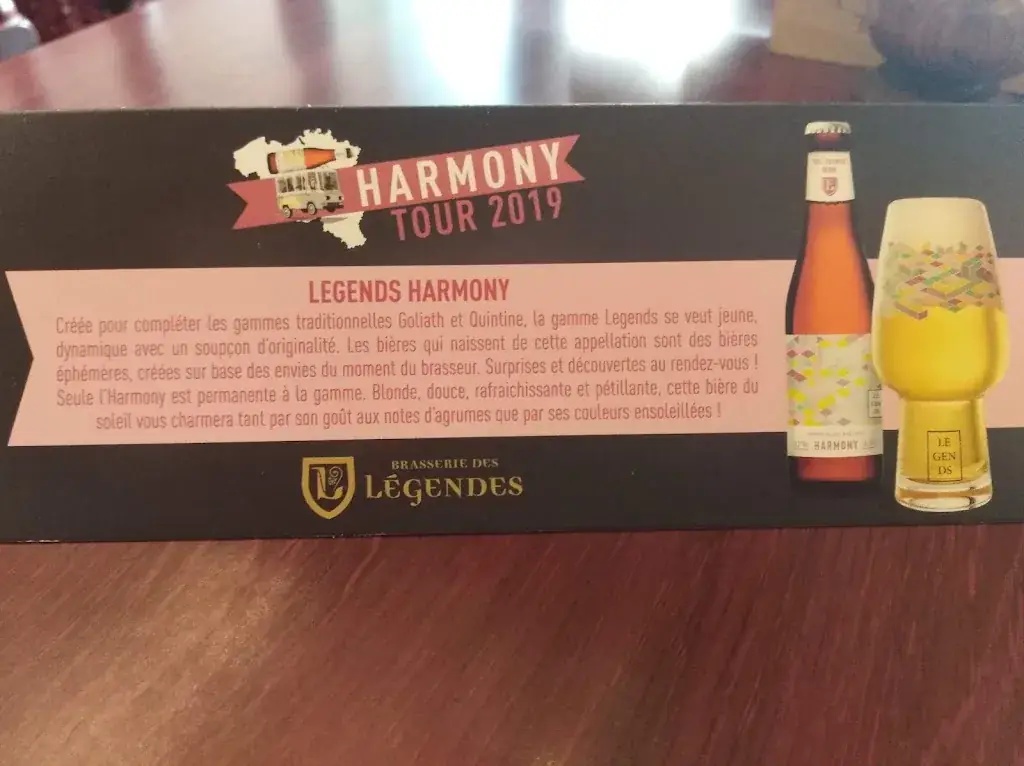 HARMONY
TOUR 2019
LEGENDS HARMONY
Créée pour compléter les gammes traditionnelles Goliath et Quintine, la gamme Legends se veut jeune,
dynamique avec un soupçon d'originalité. Les bières qui naissent de cette appellation sont des bières
éphémères, créées sur base des envies du moment du brasseur. Surprises et découvertes au rendez-vous !
Seule l'Harmony est permanente à la gamme. Blonde, douce, rafraichissante et pétillante, cette bière du
soleil vous charmera tant par son goût aux notes d'agrumes que par ses couleurs ensoleillées !
L
BRASSERIE DES
LÉGENDES
HARMONY
LE
GEN
DS